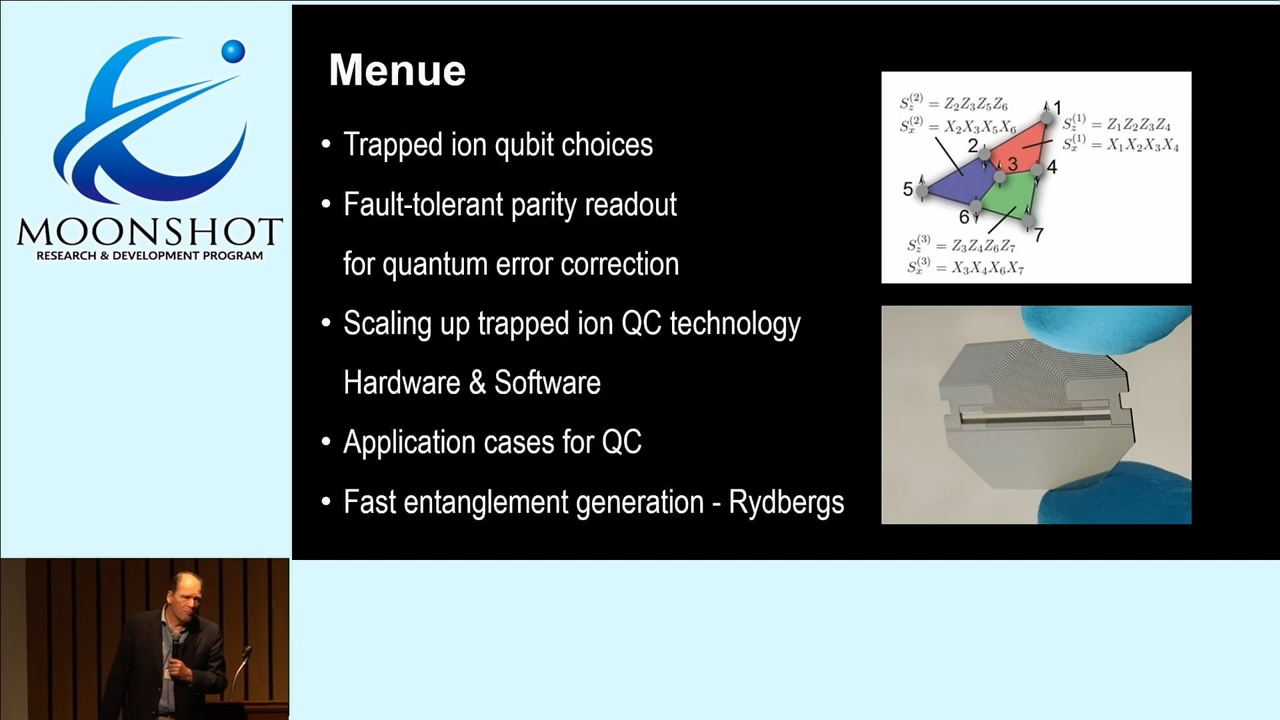 MOONSHOT
RESEARCH & DEVELOPMENT PROGRAM
Menue
• Trapped ion qubit choices
• Fault-tolerant parity readout
for quantum error correction
• Scaling up trapped ion QC technology
Hardware & Software
• Application cases for QC
• Fast entanglement generation - Rydbergs
S_z^{(2)} = Z_2Z_3Z_5Z_6
S_x^{(2)} = X_2X_3X_5X_6
1
S_z^{(1)} = Z_1Z_2Z_3Z_4
S_x^{(1)} = X_1X_2X_3X_4
2
3
4
5
6
7
S_z^{(3)} = Z_3Z_4Z_6Z_7
S_x^{(3)} = X_3X_4X_6X_7